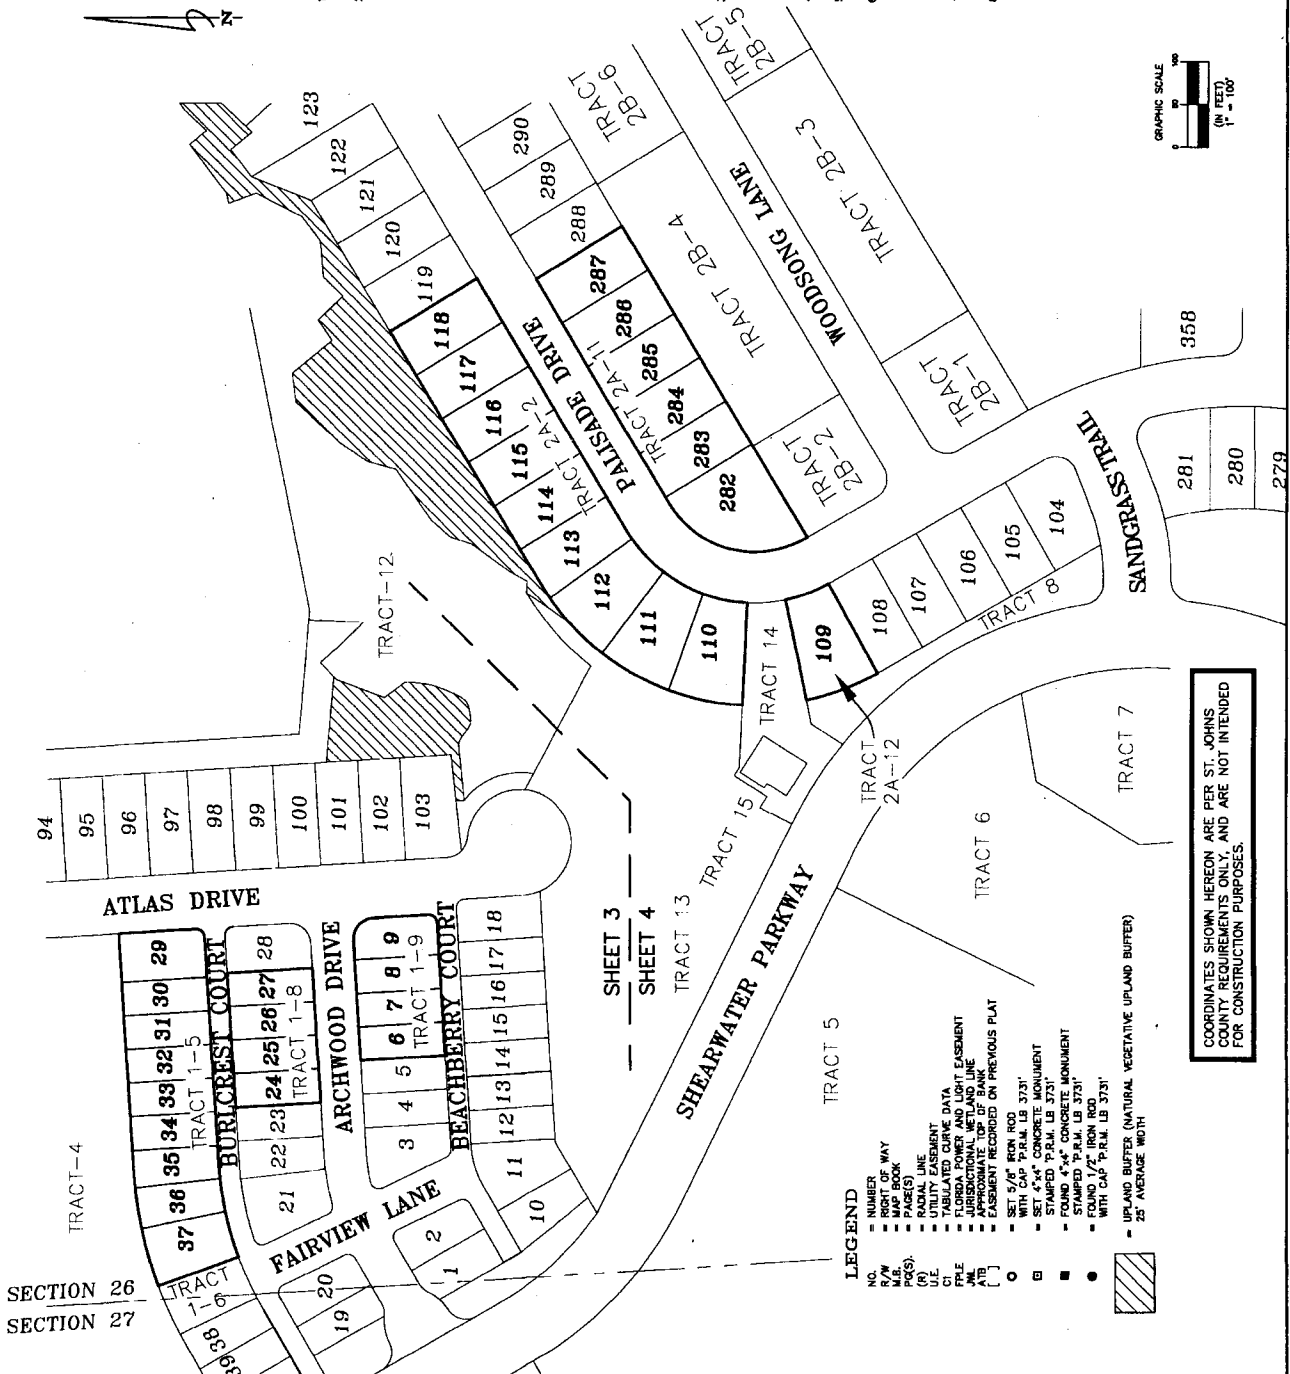 N
GRAPHIC SCALE
0 50 100
(IN FEET)
1" = 100'
123
122
121
120
119
118
117
116
115
114
113
112
111
110
109
108
107
106
105
104
290
289
288
287
286
285
284
283
282
281
280
279
358
TRACT 2A-2
TRACT 2A-11
PALISADE DRIVE
TRACT 2B-6
TRACT 2B-5
TRACT 2B-4
TRACT 2B-3
TRACT 2B-2
TRACT 2B-1
WOODSONG LANE
SANDGRASS TRAIL
TRACT 8
TRACT 14
TRACT 2A-12
TRACT 7
TRACT 6
TRACT 5
TRACT 15
TRACT 13
TRACT-12
SHEARWATER PARKWAY
SHEET 3
SHEET 4
94
95
96
97
98
99
100
101
102
103
ATLAS DRIVE
29
30
31
32
33
34
35
36
37
38
39
TRACT 1-5
TRACT 1-6
TRACT-4
BURLCREST COURT
28
27
26
25
24
23
22
21
TRACT 1-8
ARCHWOOD DRIVE
9
8
7
6
5
4
3
TRACT 1-9
BEACHBERRY COURT
18
17
16
15
14
13
12
11
10
FAIRVIEW LANE
2
1
20
19
SECTION 26
SECTION 27
LEGEND
NO. = NUMBER
R/W = RIGHT OF WAY
M.B. = MAP BOOK
PG(S). = PAGE(S)
(R) = RADIAL LINE
U.E. = UTILITY EASEMENT
C1 = TABULATED CURVE DATA
FPLE = FLORIDA POWER AND LIGHT EASEMENT
JWL = JURISDICTIONAL WETLAND LINE
ATB = APPROXIMATE TOP OF BANK
[ ] = EASEMENT RECORDED ON PREVIOUS PLAT
= SET 5/8" IRON ROD
WITH CAP "P.R.M. LB 3731"
= SET 4"x4" CONCRETE MONUMENT
STAMPED "P.R.M. LB 3731"
= FOUND 4"x4" CONCRETE MONUMENT
STAMPED "P.R.M. LB 3731"
= FOUND 1/2" IRON ROD
WITH CAP "P.R.M. LB 3731"
= UPLAND BUFFER (NATURAL VEGETATIVE UPLAND BUFFER)
25' AVERAGE WIDTH
COORDINATES SHOWN HEREON ARE PER ST. JOHNS
COUNTY REQUIREMENTS ONLY, AND ARE NOT INTENDED
FOR CONSTRUCTION PURPOSES.